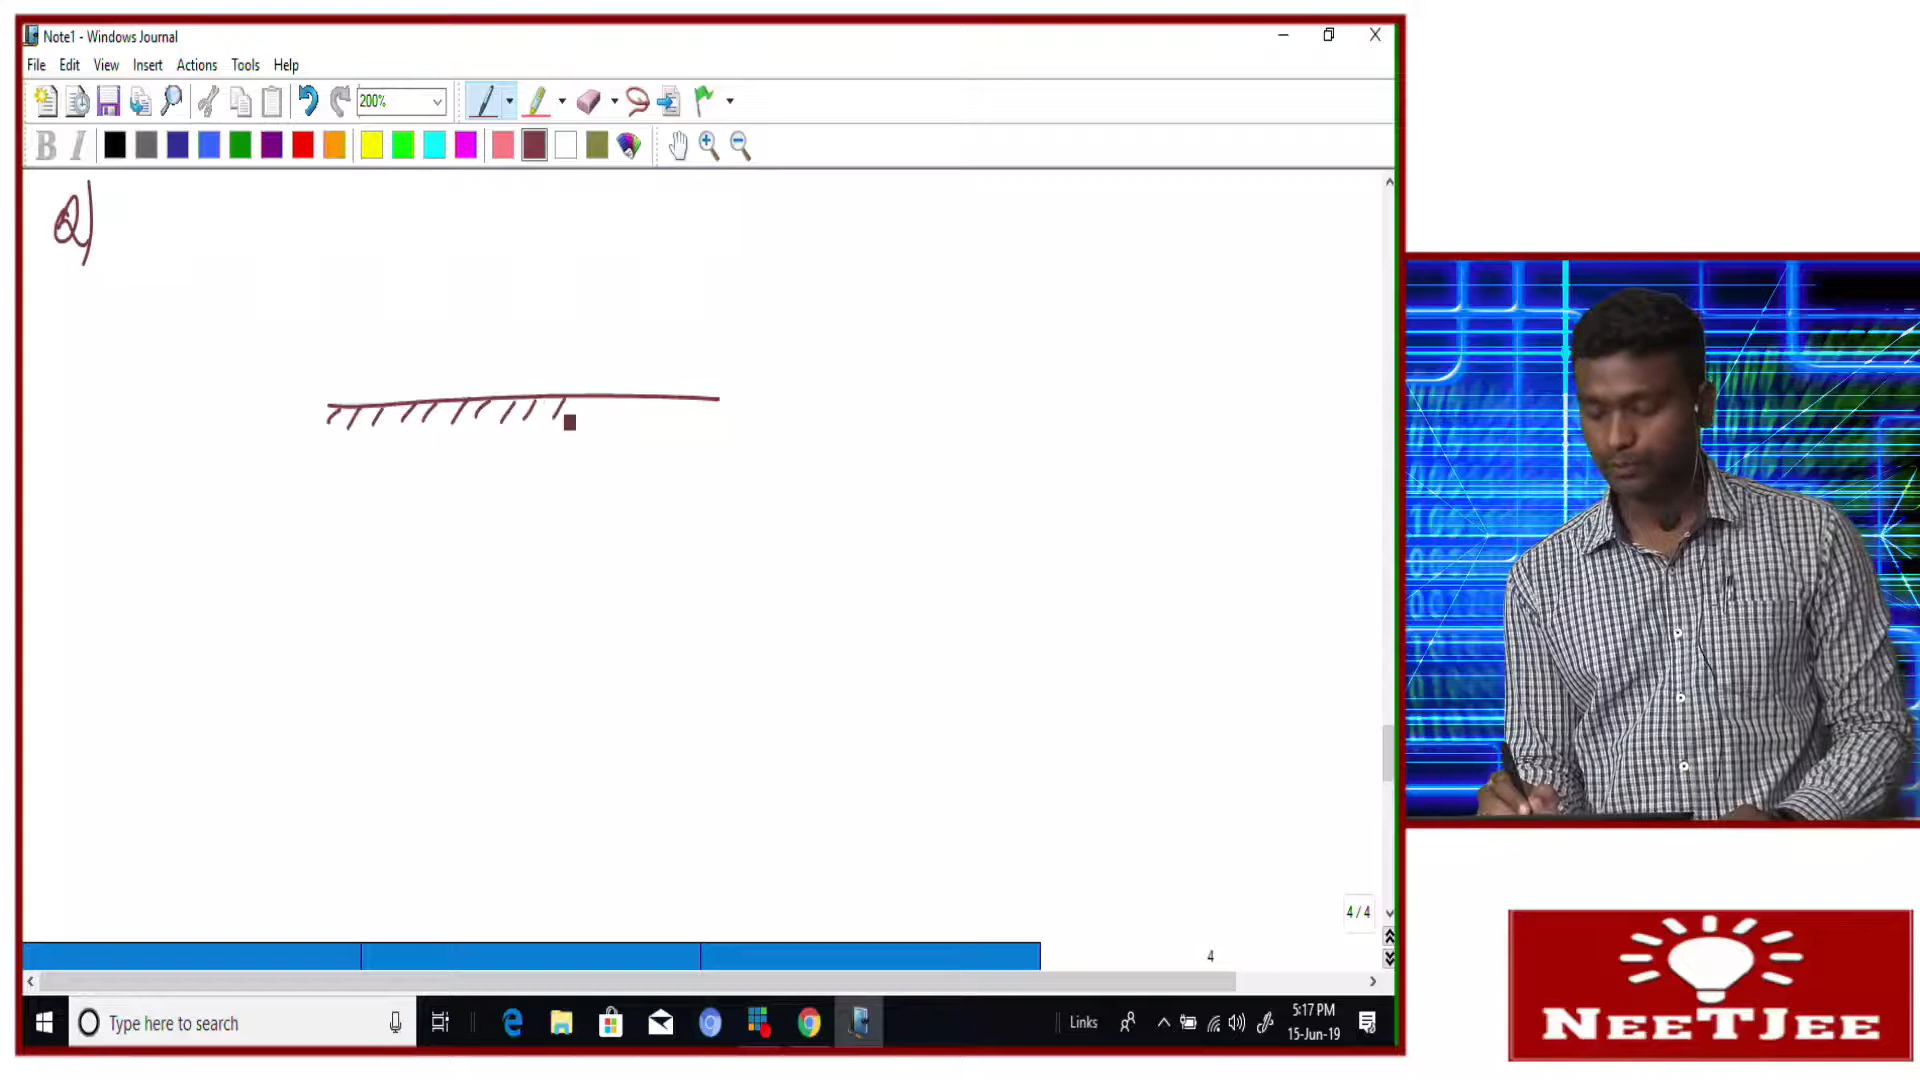 Note1 - Windows Journal
File Edit View Insert Actions Tools Help
200%
B I
Q)
4 / 4
4
Type here to search
Links
5:17 PM
15-Jun-19
NEETJEE